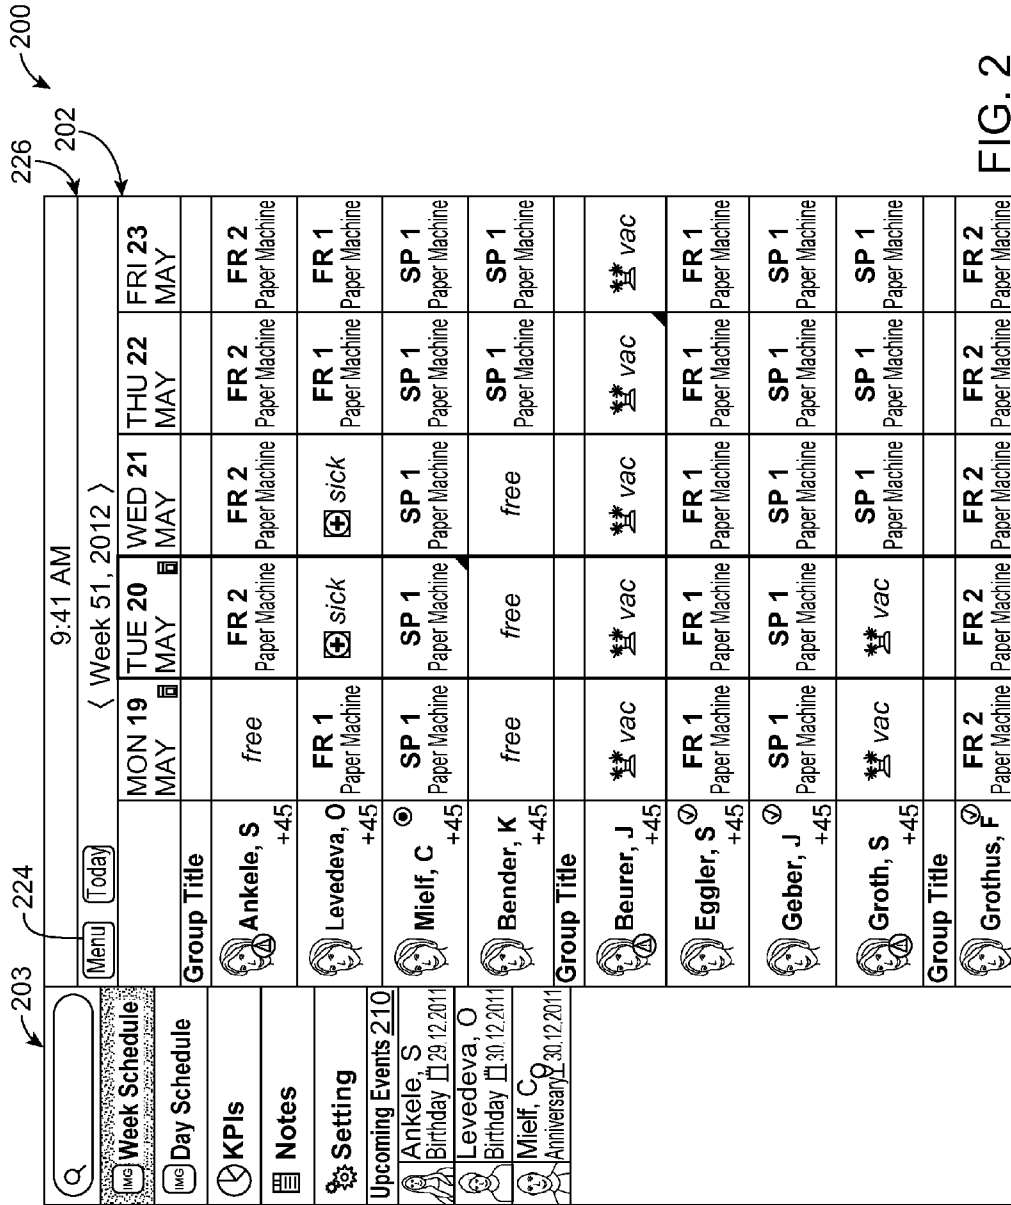 200
226
202
203
224
9:41 AM
Menu Today
< Week 51, 2012 >
MON 19 MAY
TUE 20 MAY
WED 21 MAY
THU 22 MAY
FRI 23 MAY
Week Schedule
IMG
Day Schedule
IMG
KPIs
Notes
Setting
Upcoming Events 210
Ankele, S
Birthday 29.12.2011
Levedeva, O
Birthday 30.12.2011
Mielf, C
Anniversary 30.12.2011
Group Title
Ankele, S +45
free
FR 2 Paper Machine
FR 2 Paper Machine
FR 2 Paper Machine
FR 2 Paper Machine
Levedeva, O +45
FR 1 Paper Machine
sick
sick
FR 1 Paper Machine
FR 1 Paper Machine
Mielf, C +45
SP 1 Paper Machine
SP 1 Paper Machine
SP 1 Paper Machine
SP 1 Paper Machine
SP 1 Paper Machine
Bender, K +45
free
free
free
SP 1 Paper Machine
SP 1 Paper Machine
Group Title
Beurer, J +45
vac
vac
vac
vac
vac
Eggler, S +45
FR 1 Paper Machine
FR 1 Paper Machine
FR 1 Paper Machine
FR 1 Paper Machine
FR 1 Paper Machine
Geber, J +45
SP 1 Paper Machine
SP 1 Paper Machine
SP 1 Paper Machine
SP 1 Paper Machine
SP 1 Paper Machine
Groth, S +45
vac
vac
SP 1 Paper Machine
SP 1 Paper Machine
SP 1 Paper Machine
Group Title
Grothus, F
FR 2 Paper Machine
FR 2 Paper Machine
FR 2 Paper Machine
FR 2 Paper Machine
FR 2 Paper Machine
FIG. 2